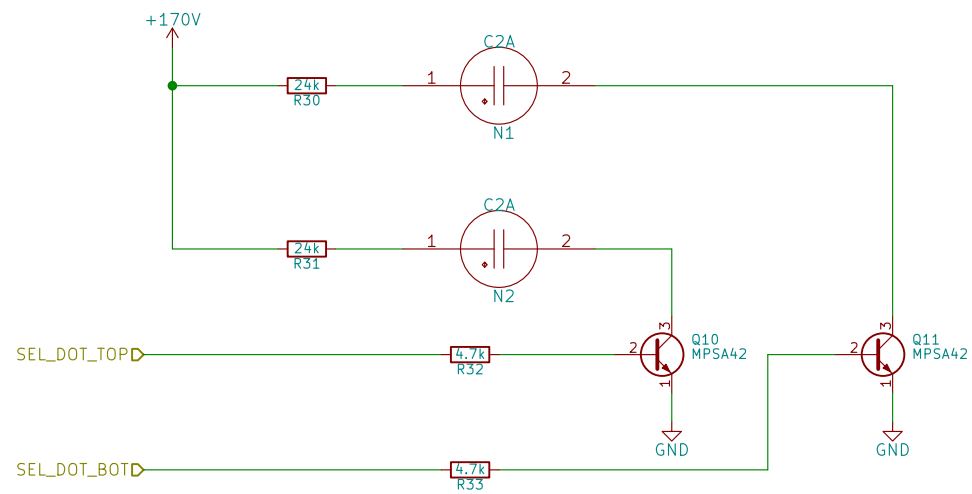 +170V
C2A
1
2
24k
R30
N1
C2A
1
2
24k
R31
N2
3
3
Q10
MPSA42
Q11
MPSA42
SEL_DOT_TOP
4.7k
R32
2
2
1
1
GND
GND
SEL_DOT_BOT
4.7k
R33